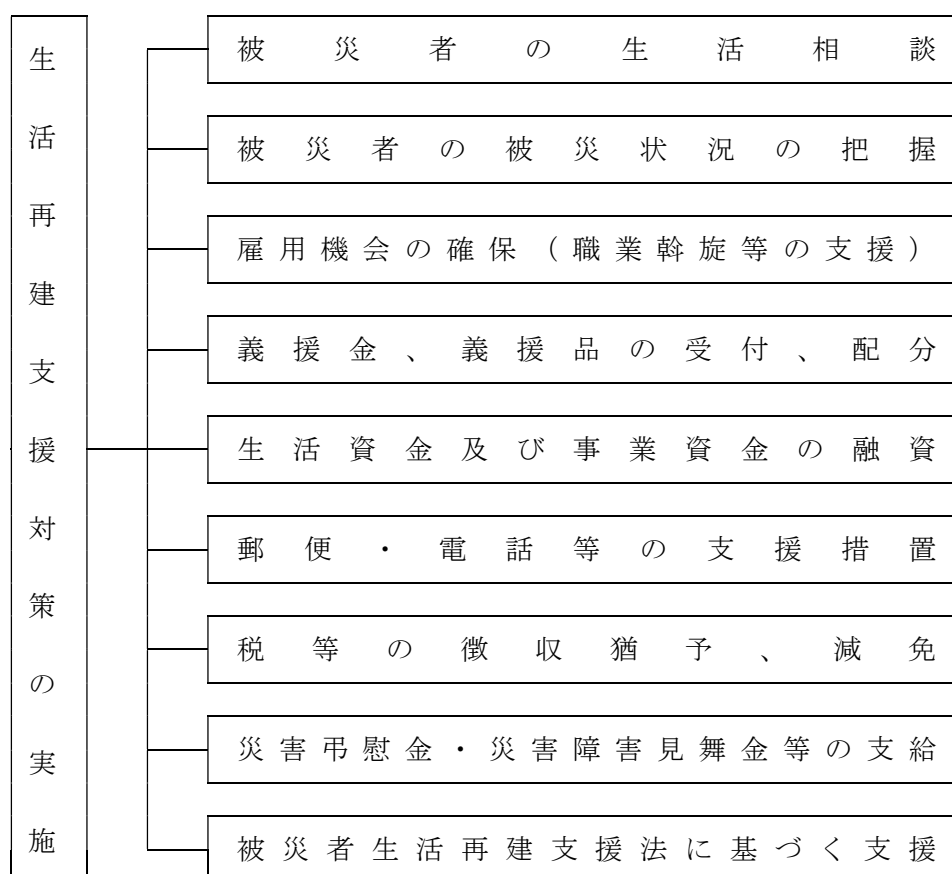 生活再建支援対策の実施
被災者の生活相談
被災者の被災状況の把握
雇用機会の確保（職業斡旋等の支援）
義援金、義援品の受付、配分
生活資金及び事業資金の融資
郵便・電話等の支援措置
税等の徴収猶予、減免
災害弔慰金・災害障害見舞金等の支給
被災者生活再建支援法に基づく支援